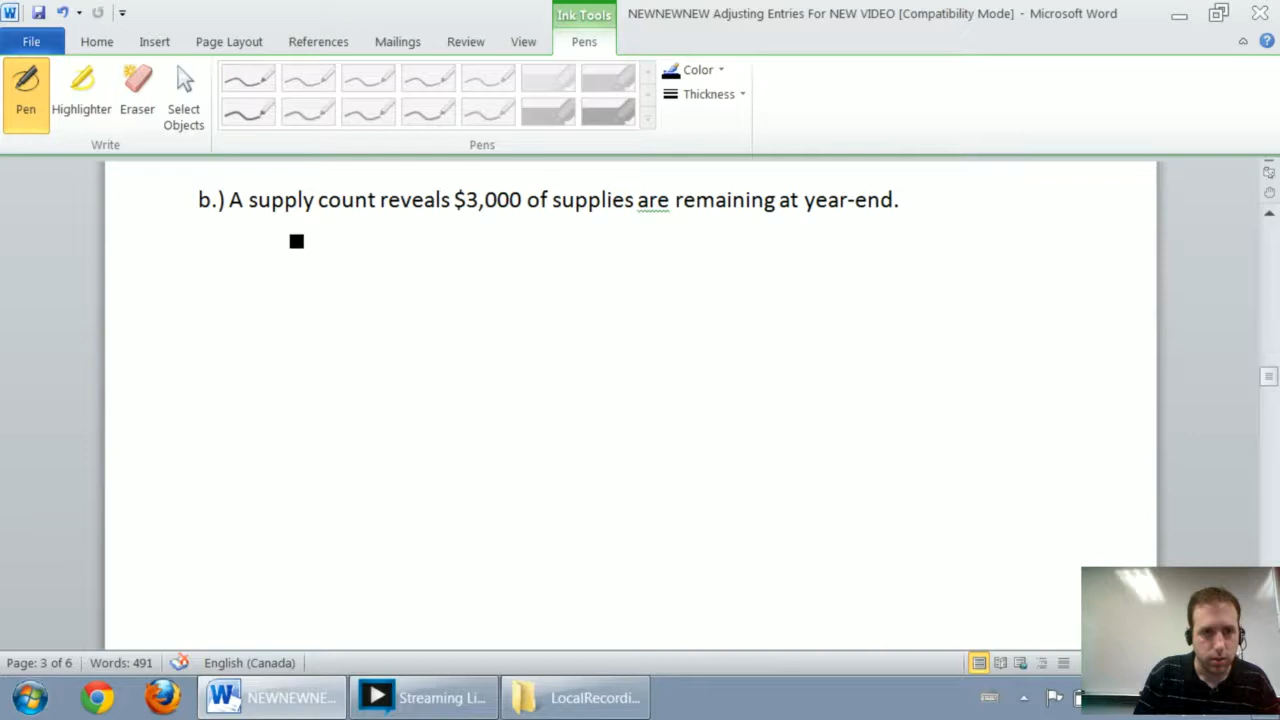 Ink Tools
NEWNEWNEW Adjusting Entries For NEW VIDEO [Compatibility Mode] - Microsoft Word
File Home Insert Page Layout References Mailings Review View Pens
Pen Highlighter Eraser Select Objects
Color
Thickness
Write Pens
b.) A supply count reveals $3,000 of supplies are remaining at year-end.
Page: 3 of 6 Words: 491 English (Canada)
NEWNEWNE... Streaming Li... LocalRecordi...